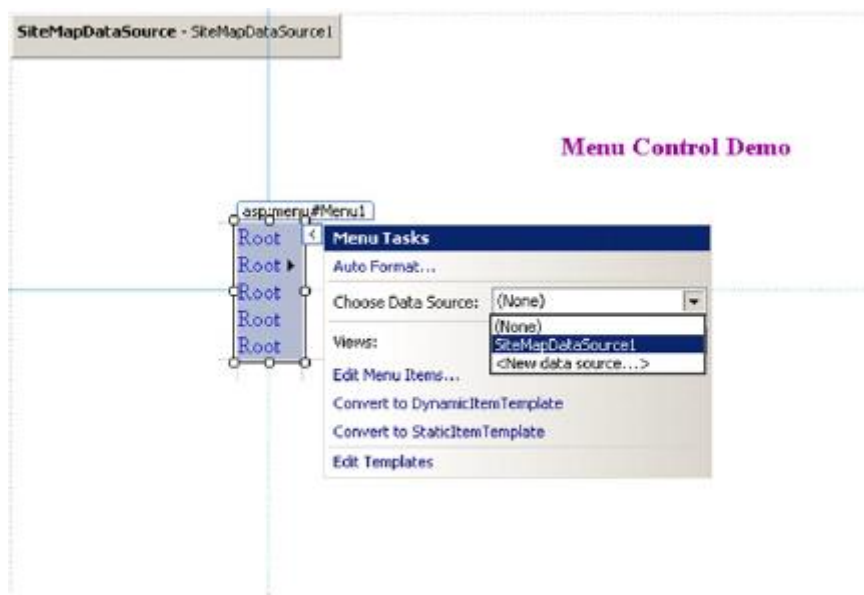 SiteMapDataSource - SiteMapDataSource1
Menu Control Demo
asp:menu#Menu1
Root
Root
Root
Root
Root
Menu Tasks
Auto Format...
Choose Data Source: (None)
(None)
SiteMapDataSource1
<New data source...>
Views:
Edit Menu Items...
Convert to DynamicItemTemplate
Convert to StaticItemTemplate
Edit Templates